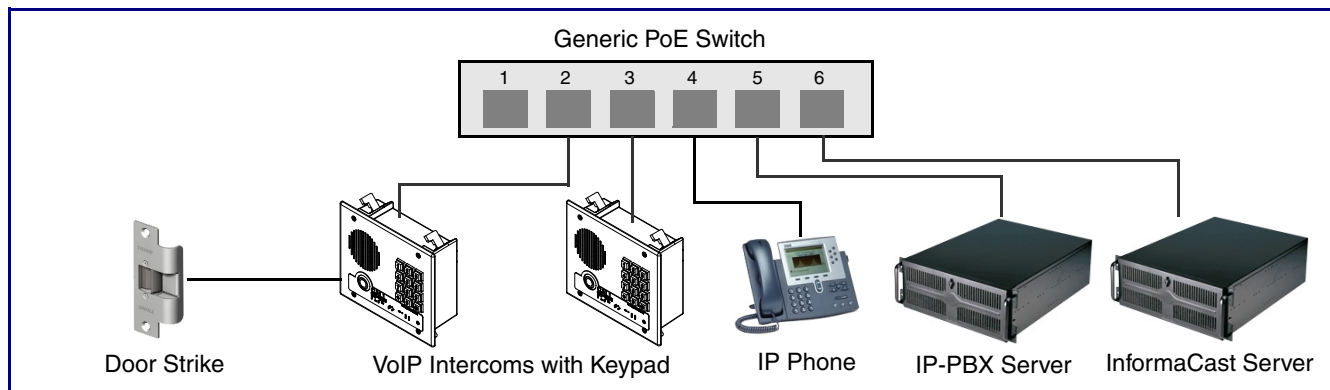 Generic PoE Switch
1 2 3 4 5 6
Door Strike
VoIP Intercoms with Keypad
IP Phone
IP-PBX Server
InformaCast Server